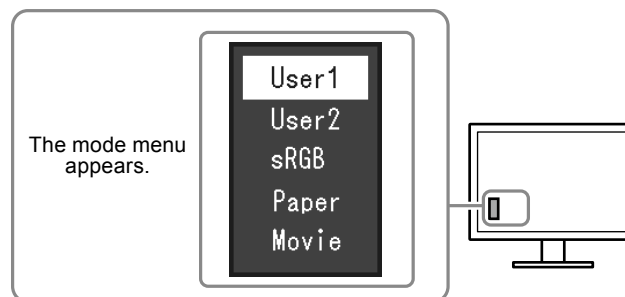 The mode menu
appears.
User1
User2
sRGB
Paper
Movie